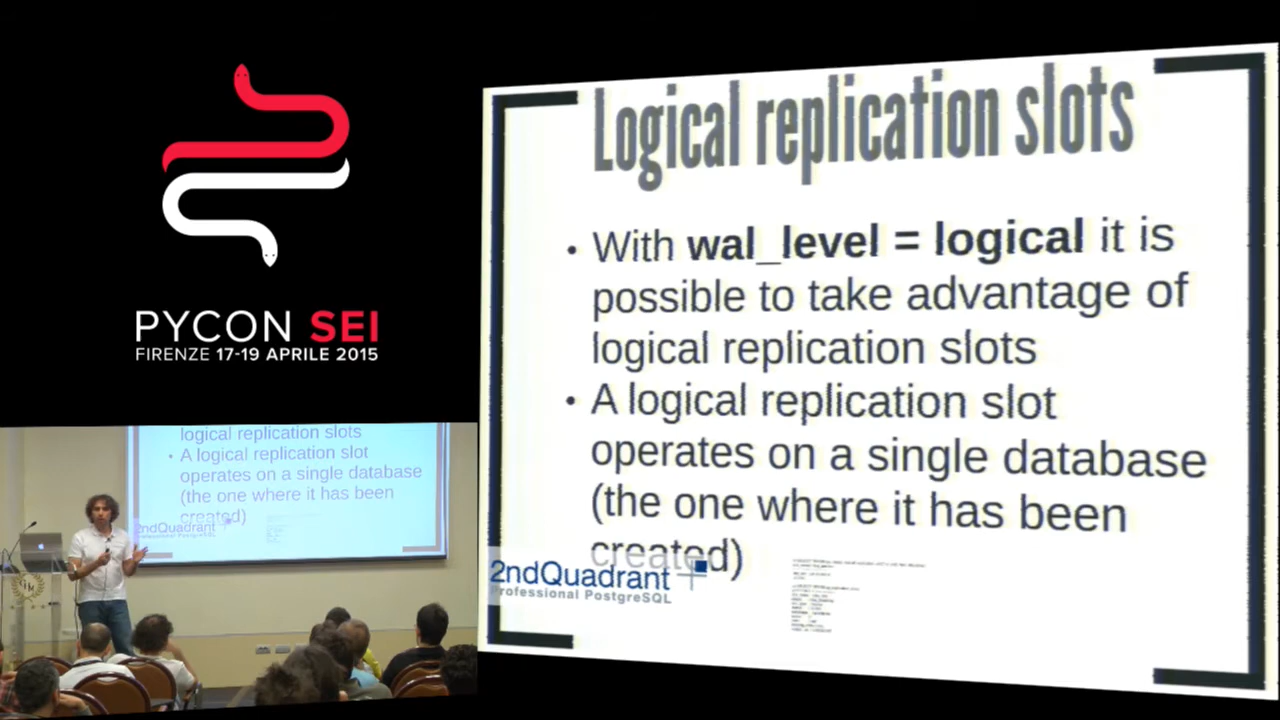 PYCON SEI
FIRENZE 17-19 APRILE 2015
Logical replication slots
• With wal_level = logical it is
possible to take advantage of
logical replication slots
• A logical replication slot
operates on a single database
(the one where it has been
created)
2ndQuadrant
Professional PostgreSQL
logical replication slots
• A logical replication slot
operates on a single database
(the one where it has been
created)
2ndQuadrant
Professional PostgreSQL